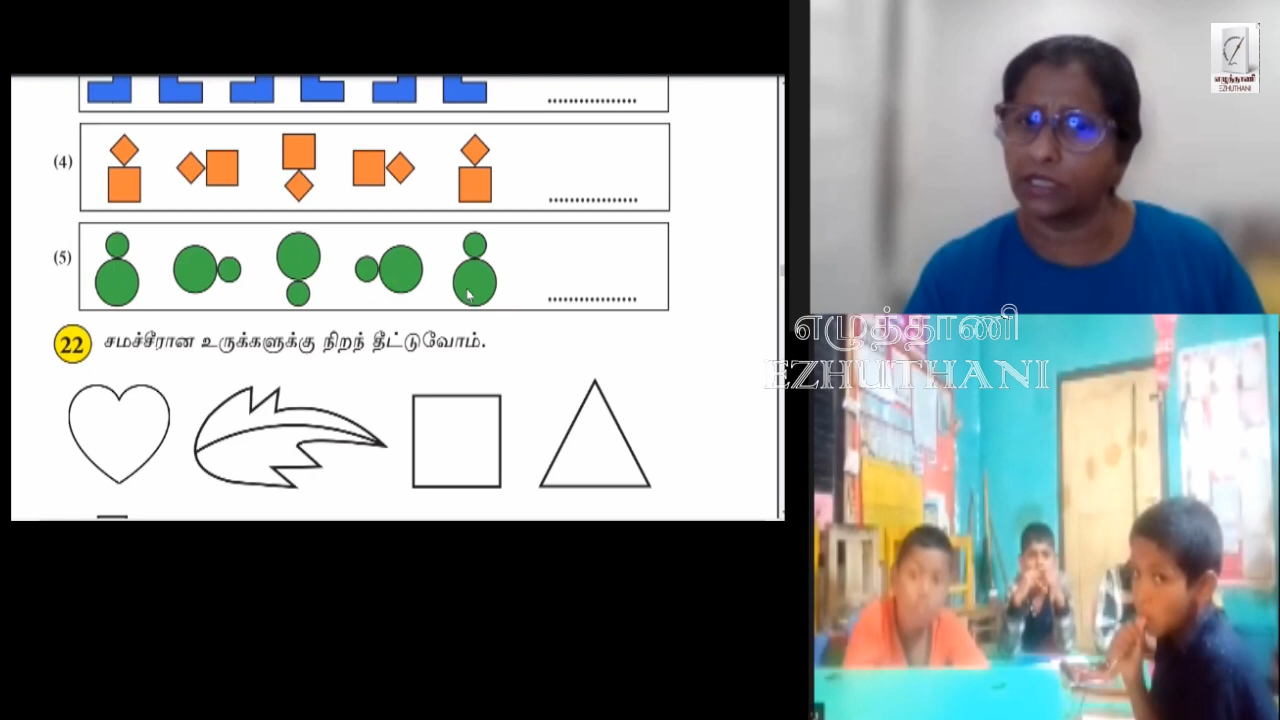 எழுத்தாணி
EZHUTHANI
(4)
....................
(5)
....................
22 சமச்சீரான உருக்களுக்கு நிறந் தீட்டுவோம்.
எழுத்தாணி
EZHUTHANI